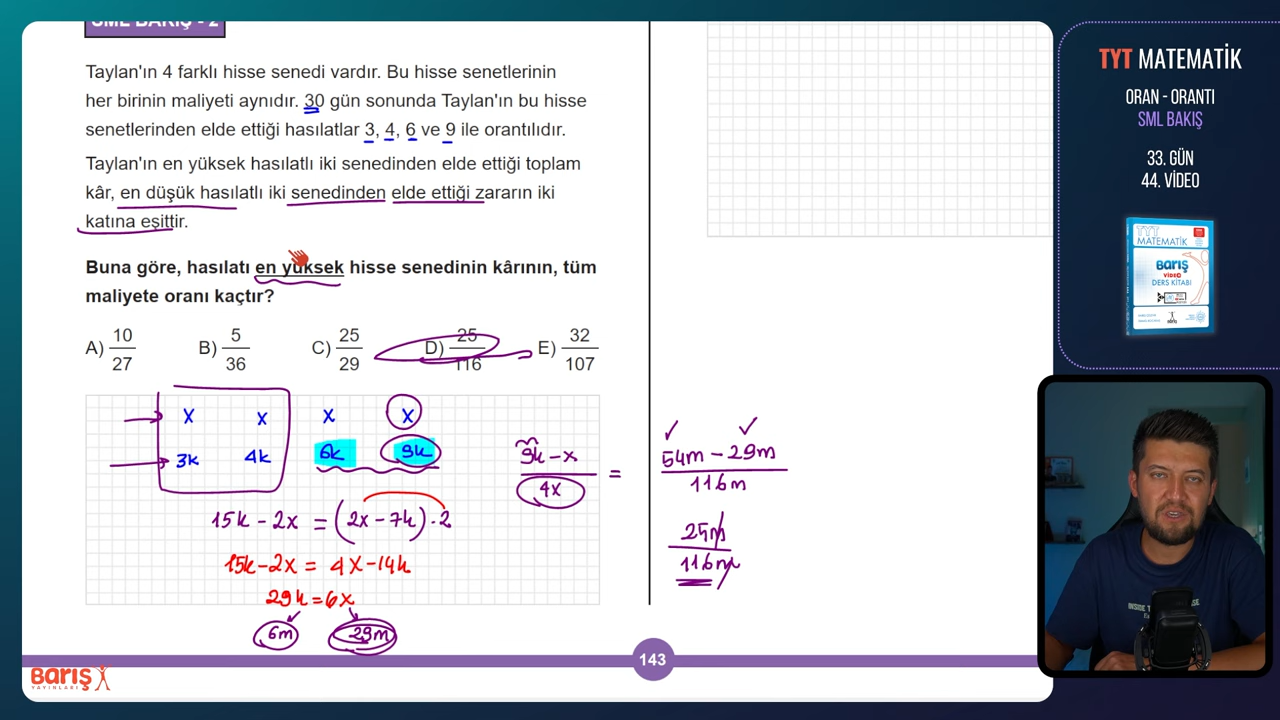 SML BAKIŞ - 2
Taylan'ın 4 farklı hisse senedi vardır. Bu hisse senetlerinin
her birinin maliyeti aynıdır. 30 gün sonunda Taylan'ın bu hisse
senetlerinden elde ettiği hasılatlar 3, 4, 6 ve 9 ile orantılıdır.
Taylan'ın en yüksek hasılatlı iki senedinden elde ettiği toplam
kâr, en düşük hasılatlı iki senedinden elde ettiği zararın iki
katına eşittir.
Buna göre, hasılatı en yüksek hisse senedinin kârının, tüm
maliyete oranı kaçtır?
A) 10/27 B) 5/36 C) 25/29 D) 25/116 E) 32/107
x x x x
3k 4k 6k 9k
15k - 2x = (2x - 7k) · 2
15k - 2x = 4x - 14k
29k = 6x
6m 29m
9k - x / 4x = 54m - 29m / 116m
25m / 116m
143
BARIŞ
YAYINLARI
TYT MATEMATİK
ORAN - ORANTI
SML BAKIŞ
33. GÜN
44. VİDEO
TYT
MATEMATİK
BARIŞ
VİDEO
DERS KİTABI